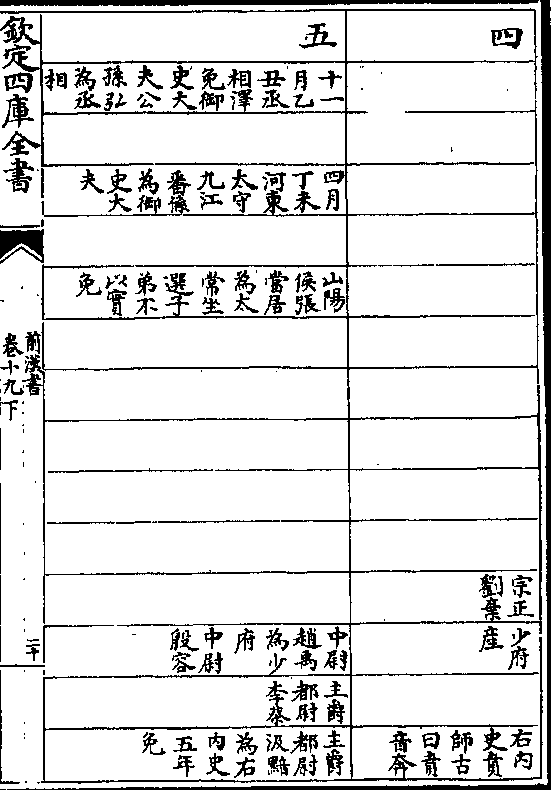 四
宗正
劉棄
少府
產
右内
史賁
師古
曰賁
音奔
五
十一
月乙
丑丞
相澤
免御
史大
夫公
孫弘
為丞
相
四月
丁未
河東
太守
九江
番係
為御
史大
夫
山陽
侯張
當居
為太
常坐
選子
弟不
以實
免
中尉
趙禹
為少
府
中尉
殷容
主爵
都尉
李蔡
主爵
都尉
汲黯
為右
内史
五年
免
欽定四庫全書
前漢書
卷十九下
二十